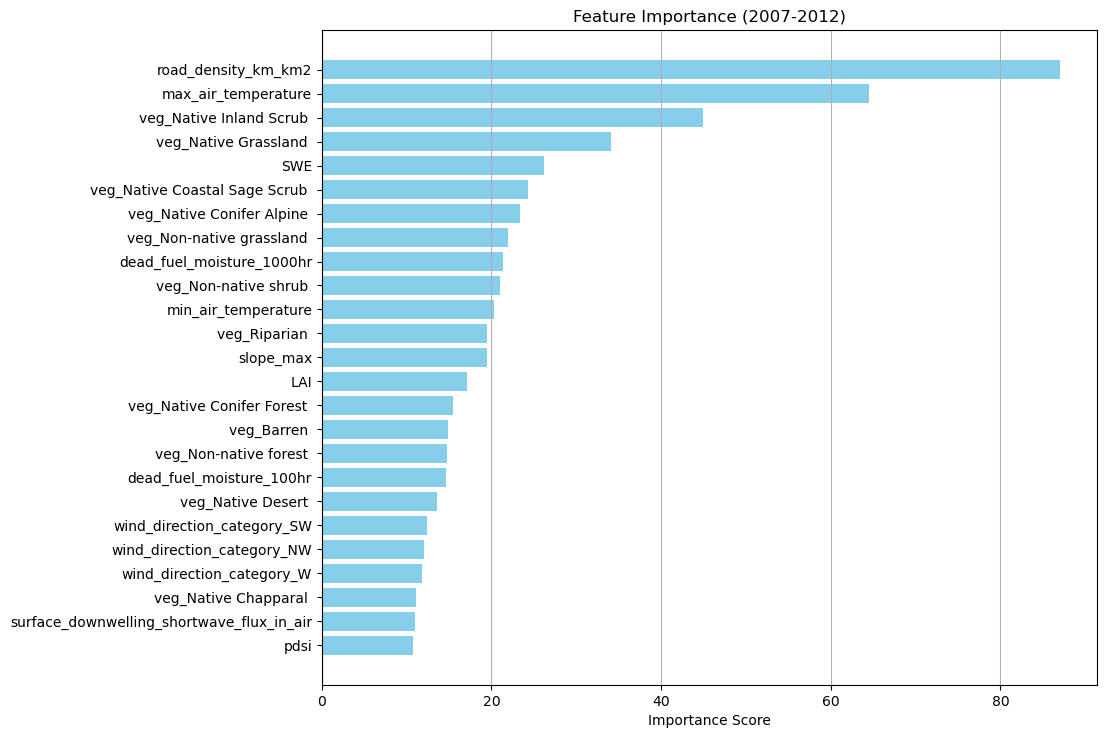 Feature Importance (2007-2012)
road_density_km_km2
max_air_temperature
veg_Native Inland Scrub
veg_Native Grassland
SWE
veg_Native Coastal Sage Scrub
veg_Native Conifer Alpine
veg_Non-native grassland
dead_fuel_moisture_1000hr
veg_Non-native shrub
min_air_temperature
veg_Riparian
slope_max
LAI
veg_Native Conifer Forest
veg_Barren
veg_Non-native forest
dead_fuel_moisture_100hr
veg_Native Desert
wind_direction_category_SW
wind_direction_category_NW
wind_direction_category_W
veg_Native Chapparal
surface_downwelling_shortwave_flux_in_air
pdsi
0 20 40 60 80
Importance Score